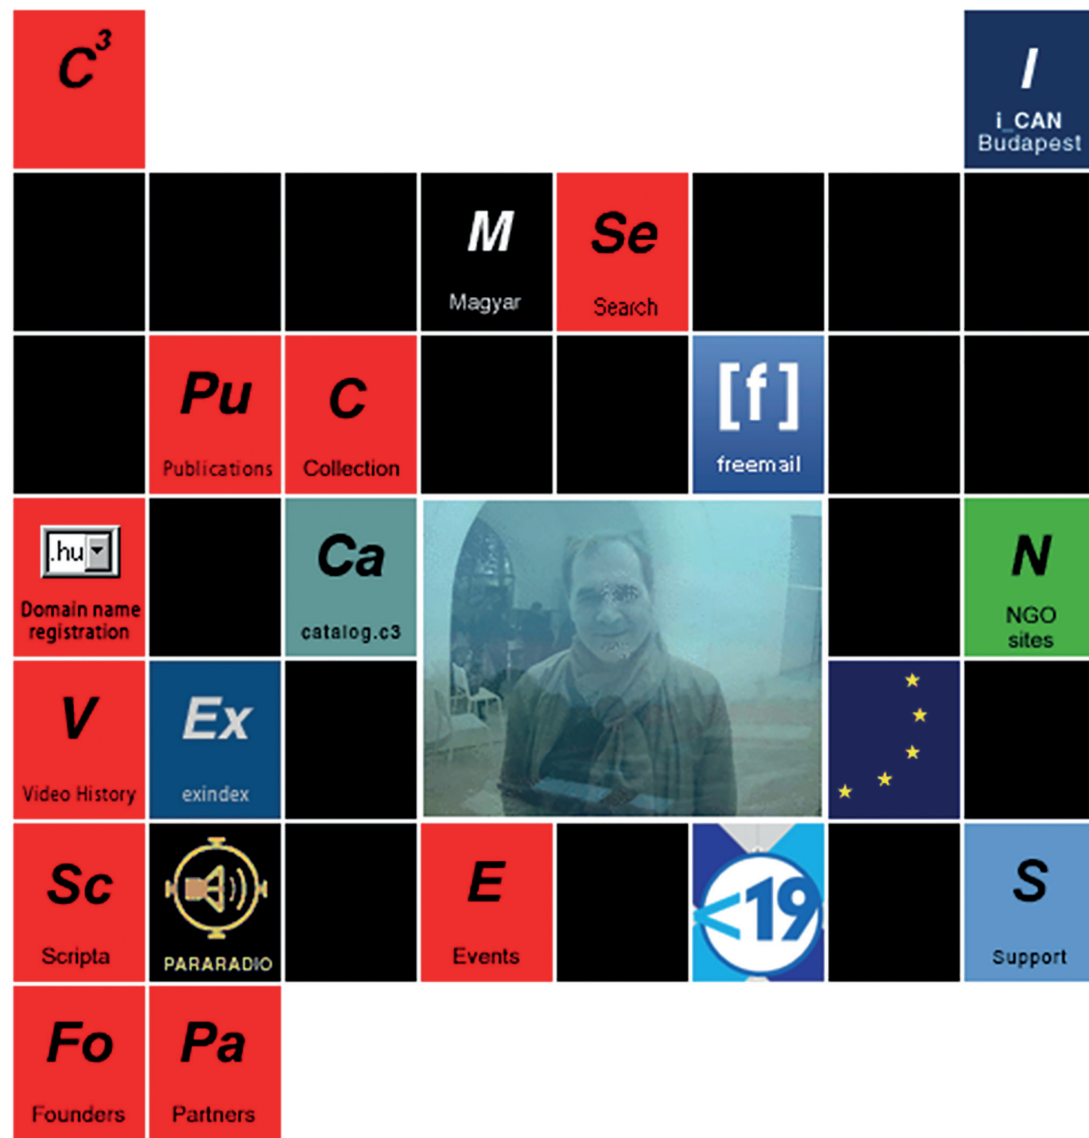 C³
I
i_CAN
Budapest
M
Magyar
Se
Search
Pu
Publications
C
Collection
[f]
freemail
.hu
Domain name
registration
Ca
catalog.c3
N
NGO
sites
V
Video History
Ex
exindex
Sc
Scripta
PARARADIO
E
Events
<19
S
Support
Fo
Founders
Pa
Partners